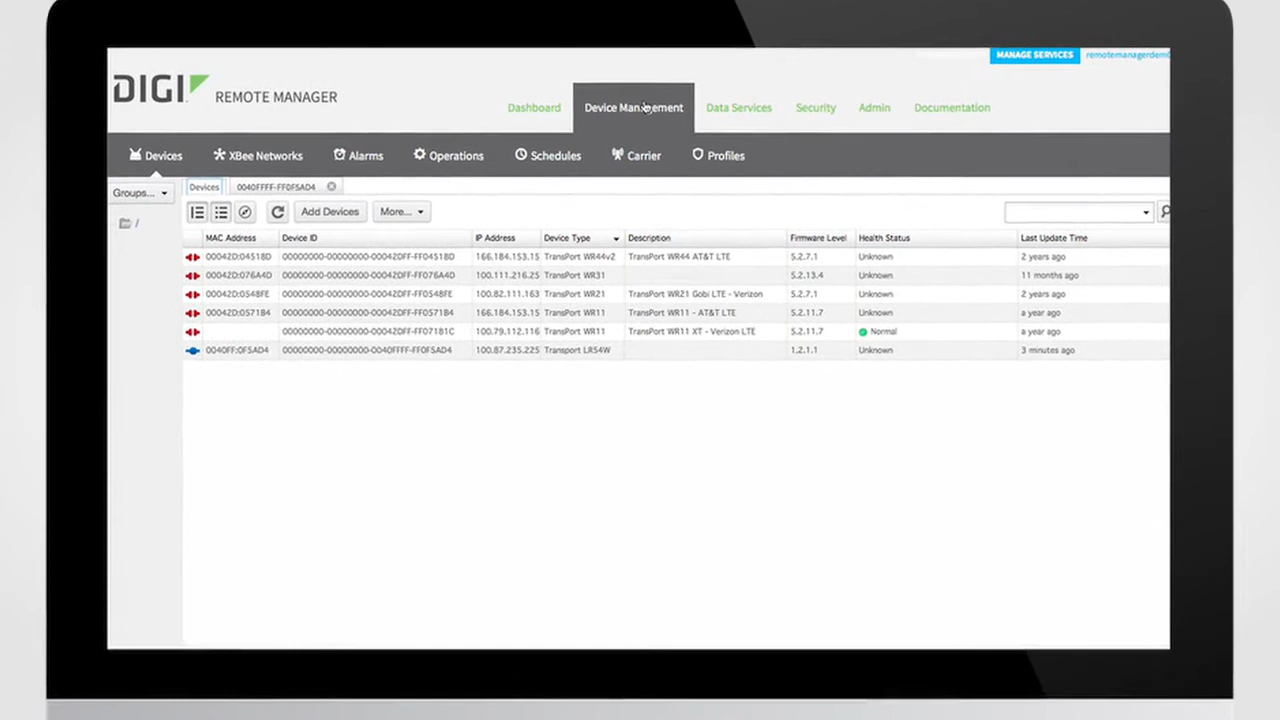 MANAGE SERVICES
DIGI REMOTE MANAGER
Dashboard Device Management Data Services Security Admin Documentation
Devices XBee Networks Alarms Operations Schedules Carrier Profiles
Groups... Devices 0040FFFF-FF0F5AD4
/ Add Devices More...
MAC Address Device ID IP Address Device Type Description Firmware Level Health Status Last Update Time
00042D:04518D 00000000-00000000-00042DFF-FF04518D 166.184.153.15 TransPort WR44v2 TransPort WR44 AT&T LTE 5.2.7.1 Unknown 2 years ago
00042D:076A4D 00000000-00000000-00042DFF-FF076A4D 100.111.216.25 TransPort WR31 5.2.13.4 Unknown 11 months ago
00042D:0548FE 00000000-00000000-00042DFF-FF0548FE 100.82.111.163 TransPort WR21 TransPort WR21 Gobi LTE - Verizon 5.2.7.1 Unknown 2 years ago
00042D:0571B4 00000000-00000000-00042DFF-FF0571B4 166.184.153.15 TransPort WR11 TransPort WR11 - AT&T LTE 5.2.11.7 Unknown a year ago
00000000-00000000-00042DFF-FF07181C 100.79.112.116 TransPort WR11 TransPort WR11 XT - Verizon LTE 5.2.11.7 Normal a year ago
0040FF:0F5AD4 00000000-00000000-0040FFFF-FF0F5AD4 100.87.235.225 Transport LR54W 1.2.1.1 Unknown 3 minutes ago